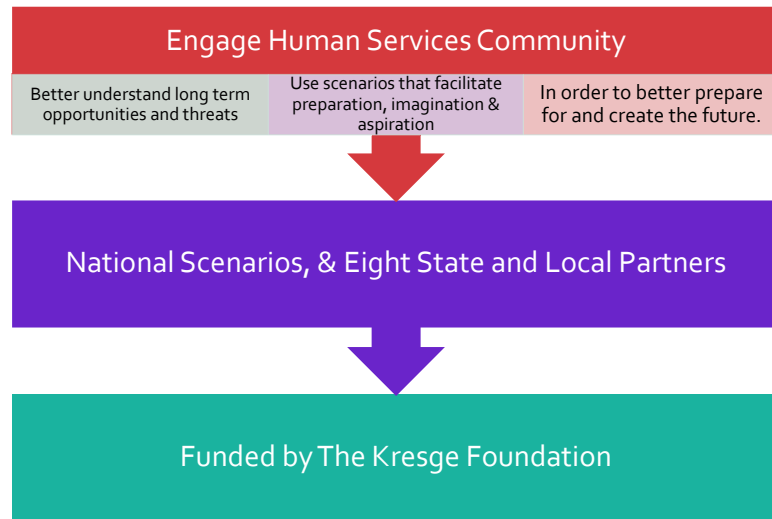 Engage Human Services Community
Better understand long term
opportunities and threats
Use scenarios that facilitate
preparation, imagination &
aspiration
In order to better prepare
for and create the future.
National Scenarios, & Eight State and Local Partners
Funded by The Kresge Foundation